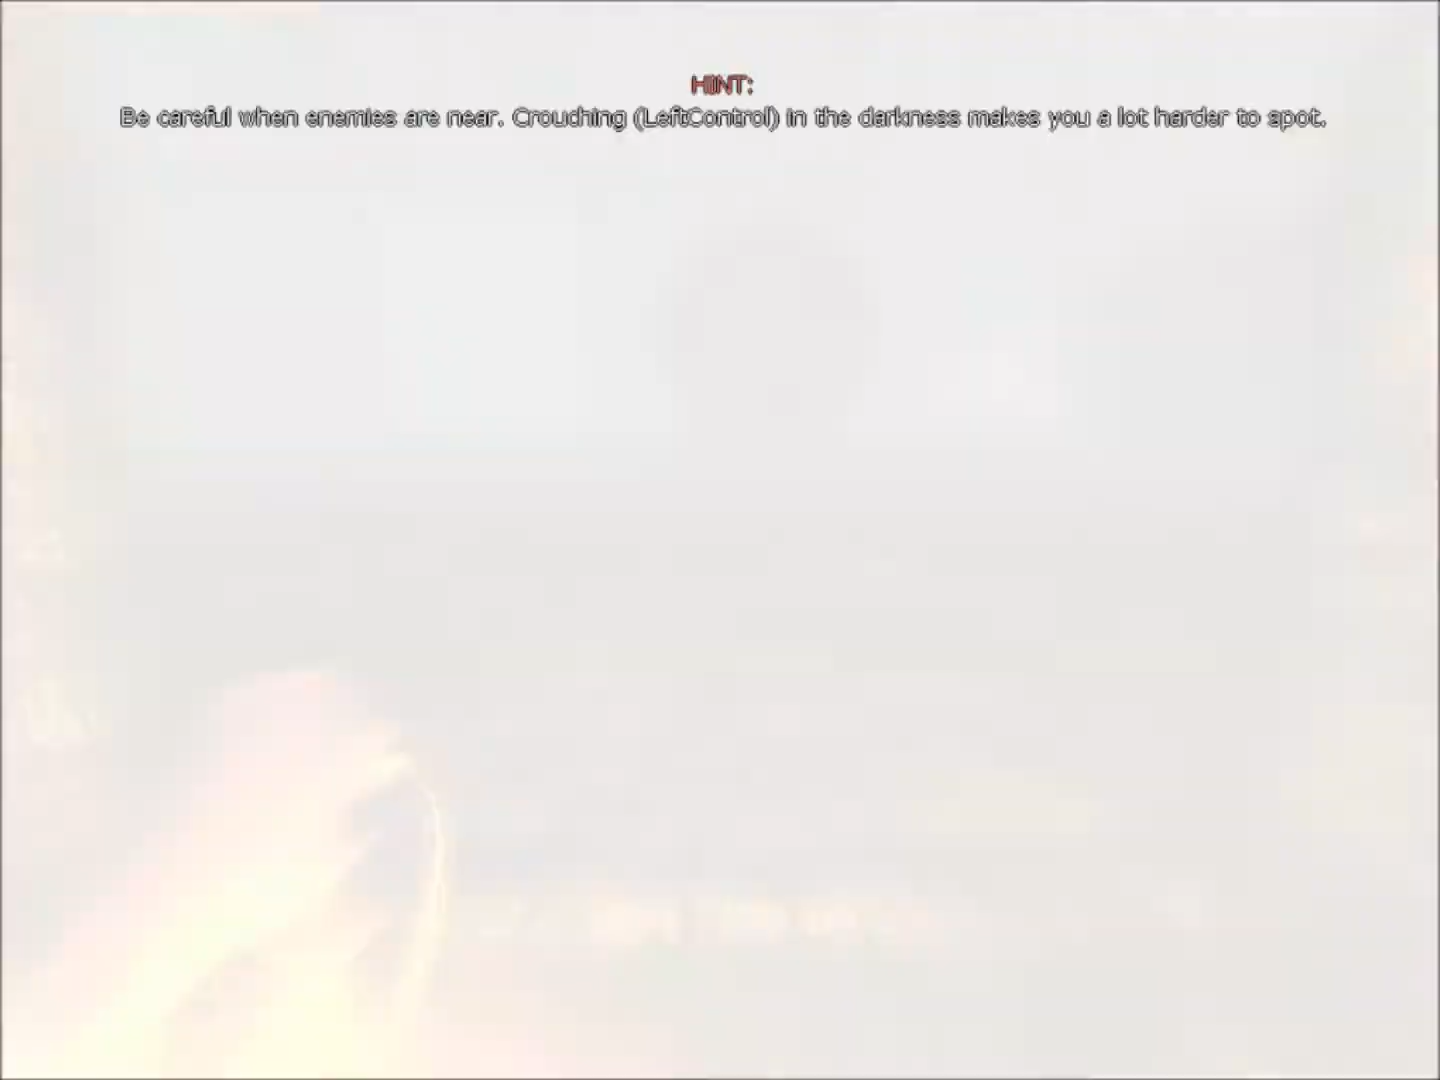 HINT:
Be careful when enemies are near. Crouching (LeftControl) in the darkness makes you a lot harder to spot.